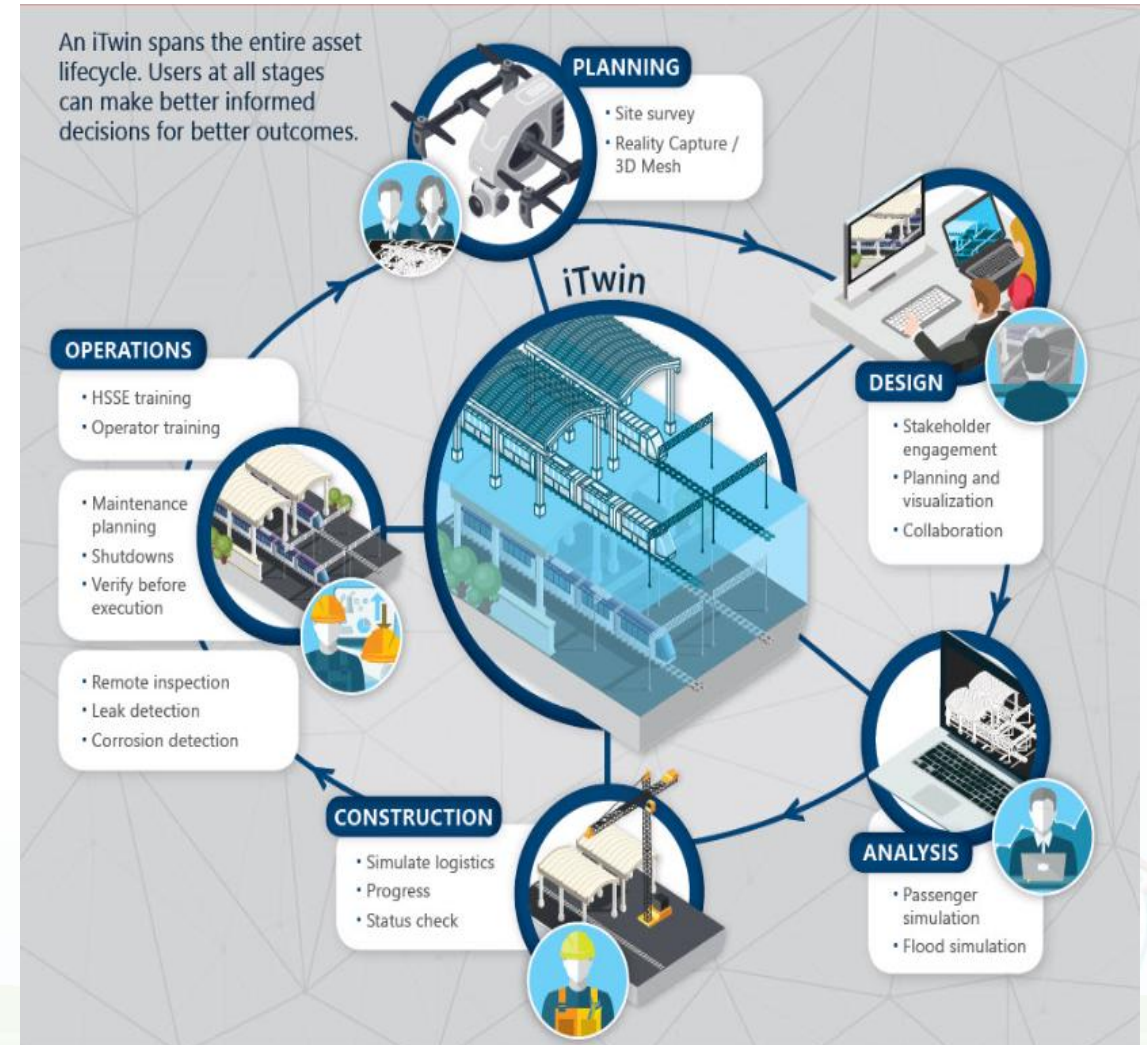 An iTwin spans the entire asset
lifecycle. Users at all stages
can make better informed
decisions for better outcomes.
PLANNING
• Site survey
• Reality Capture /
3D Mesh
iTwin
DESIGN
• Stakeholder
engagement
• Planning and
visualization
• Collaboration
ANALYSIS
• Passenger
simulation
• Flood simulation
CONSTRUCTION
• Simulate logistics
• Progress
• Status check
OPERATIONS
• HSSE training
• Operator training
• Maintenance
planning
• Shutdowns
• Verify before
execution
• Remote inspection
• Leak detection
• Corrosion detection